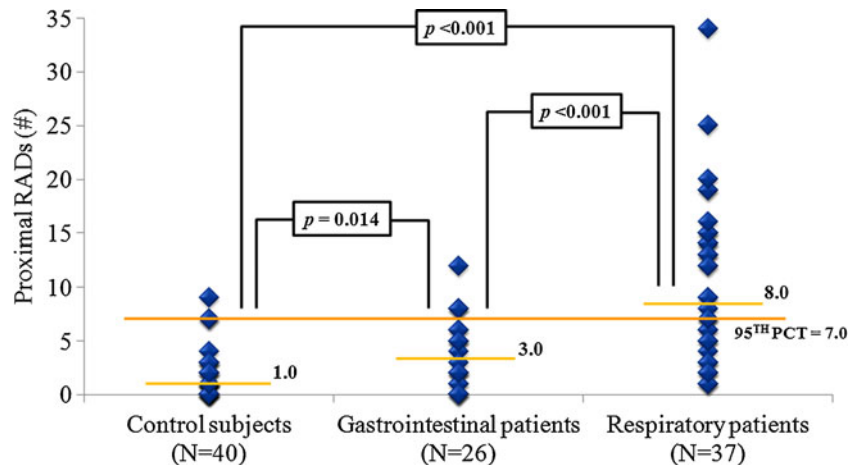 35
30
25
20
15
10
5
0
Proximal RADs (#)
p <0.001
p <0.001
p = 0.014
8.0
95TH PCT = 7.0
3.0
1.0
Control subjects
(N=40)
Gastrointestinal patients
(N=26)
Respiratory patients
(N=37)